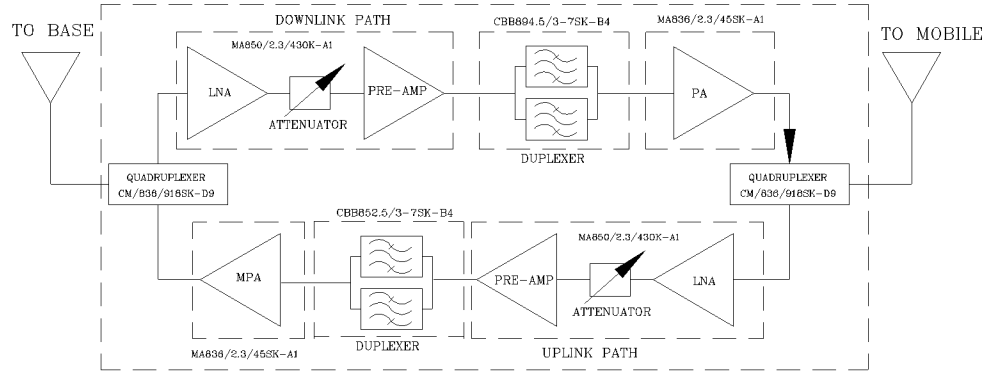 DOWNLINK PATH
CBB894.5/3-7SK-B4
MA836/2.3/45SK-A1
TO BASE
TO MOBILE
MA850/2.3/430K-A1
LNA
PRE-AMP
PA
ATTENUATOR
DUPLEXER
QUADRUPLEXER
CM/836/918SK-D9
QUADRUPLEXER
CM/836/918SK-D9
CBB852.5/3-7SK-B4
MA850/2.3/430K-A1
MPA
PRE-AMP
LNA
ATTENUATOR
DUPLEXER
MA836/2.3/45SK-A1
UPLINK PATH